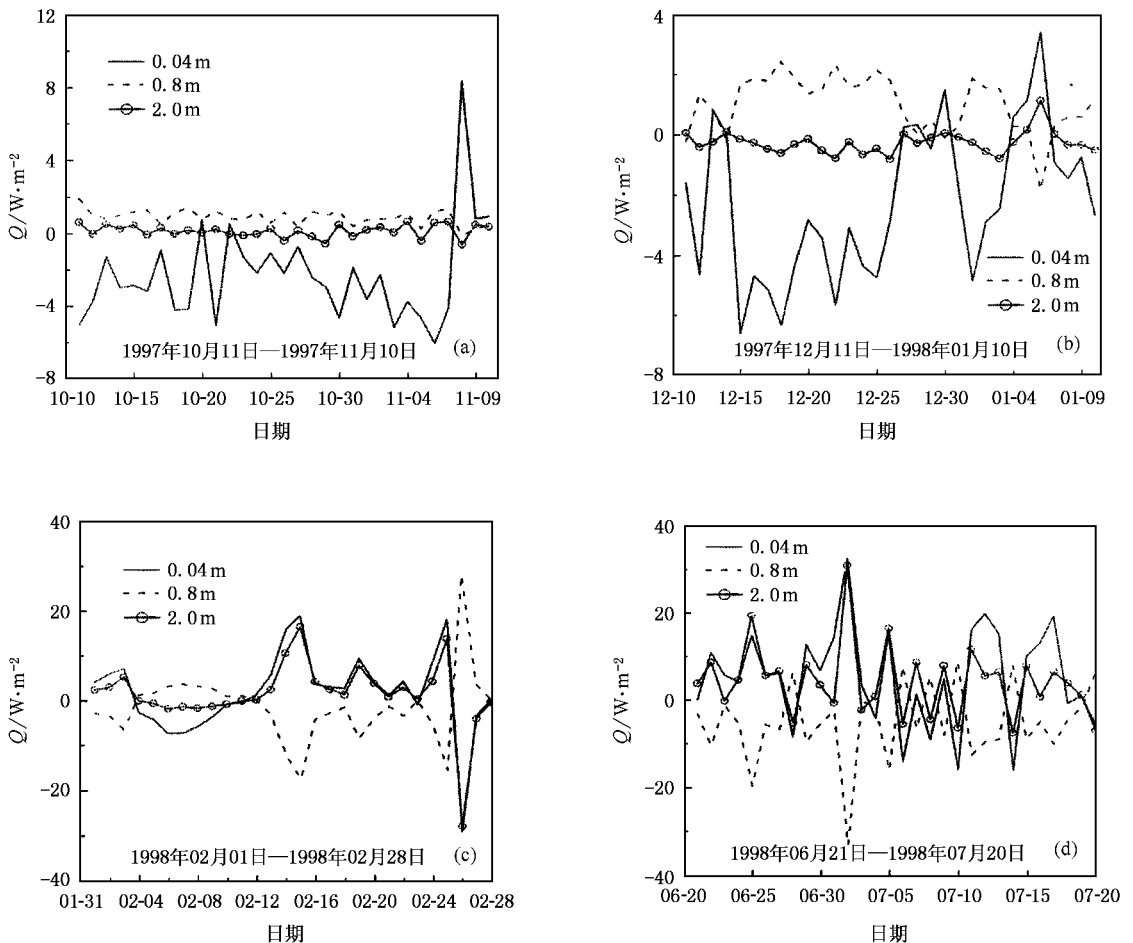 12
8
4
0
-4
-8
Q/W·m⁻²
0.04m
0.8m
2.0m
1997年10月11日—1997年11月10日
(a)
10-10 10-15 10-20 10-25 10-30 11-04 11-09
日期
4
0
-4
-8
Q/W·m⁻²
0.04m
0.8m
2.0m
1997年12月11日—1998年01月10日
(b)
12-10 12-15 12-20 12-25 12-30 01-04 01-09
日期
40
20
0
-20
-40
Q/W·m⁻²
0.04m
0.8m
2.0m
1998年02月01日—1998年02月28日
(c)
01-31 02-04 02-08 02-12 02-16 02-20 02-24 02-28
日期
40
20
0
-20
-40
Q/W·m⁻²
0.04m
0.8m
2.0m
1998年06月21日—1998年07月20日
(d)
06-20 06-25 06-30 07-05 07-10 07-15 07-20
日期